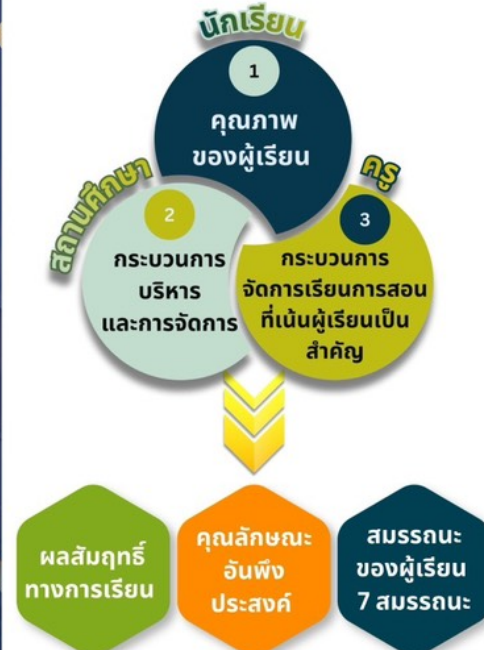 นักเรียน
1
คุณภาพ
ของผู้เรียน
สถานศึกษา
2
กระบวนการ
บริหาร
และการจัดการ
ครู
3
กระบวนการ
จัดการเรียนการสอน
ที่เน้นผู้เรียนเป็น
สำคัญ
ผลสัมฤทธิ์
ทางการเรียน
คุณลักษณะ
อันพึง
ประสงค์
สมรรถนะ
ของผู้เรียน
7 สมรรถนะ